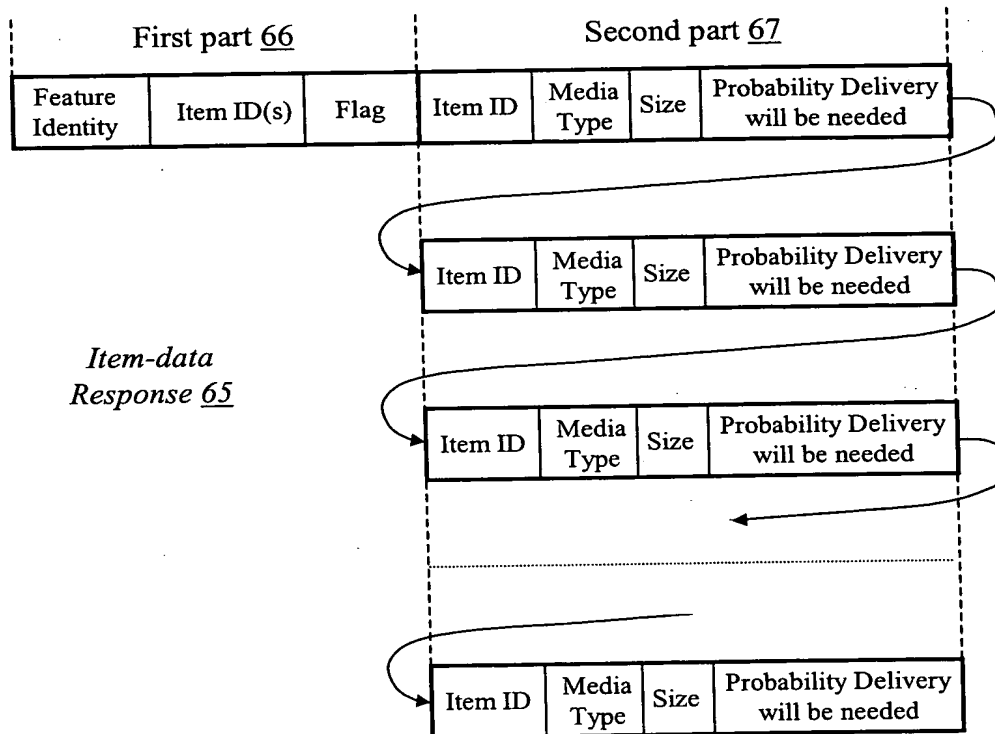 First part 66
Second part 67
Feature Identity
Item ID(s)
Flag
Item ID
Media Type
Size
Probability Delivery will be needed
Item ID
Media Type
Size
Probability Delivery will be needed
Item-data Response 65
Item ID
Media Type
Size
Probability Delivery will be needed
Item ID
Media Type
Size
Probability Delivery will be needed